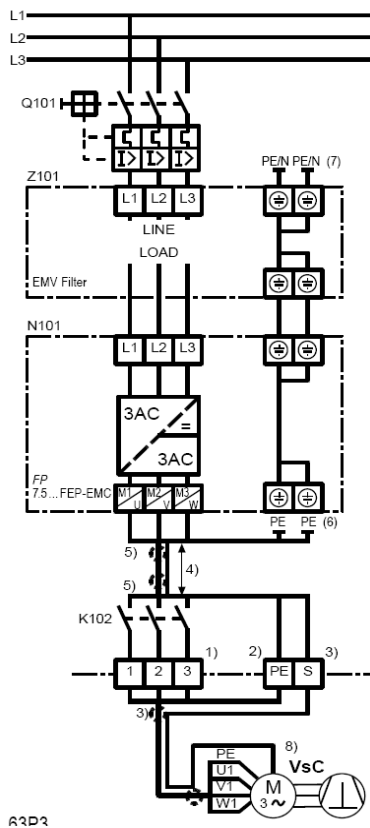 L1
L2
L3
Q101
I> I> I>
PE/N PE/N (7)
Z101
L1 L2 L3
LINE
LOAD
EMV Filter
N101
L1 L2 L3
3AC
=
3AC
FP
7.5... FEP-EMC
M1 U M2 V M3 W
PE PE (6)
5)
4)
5)
K102
1) 2) 3)
1 2 3 PE S
3)
8)
PE
U1
V1
W1
M
3 ~
VsC
63P3